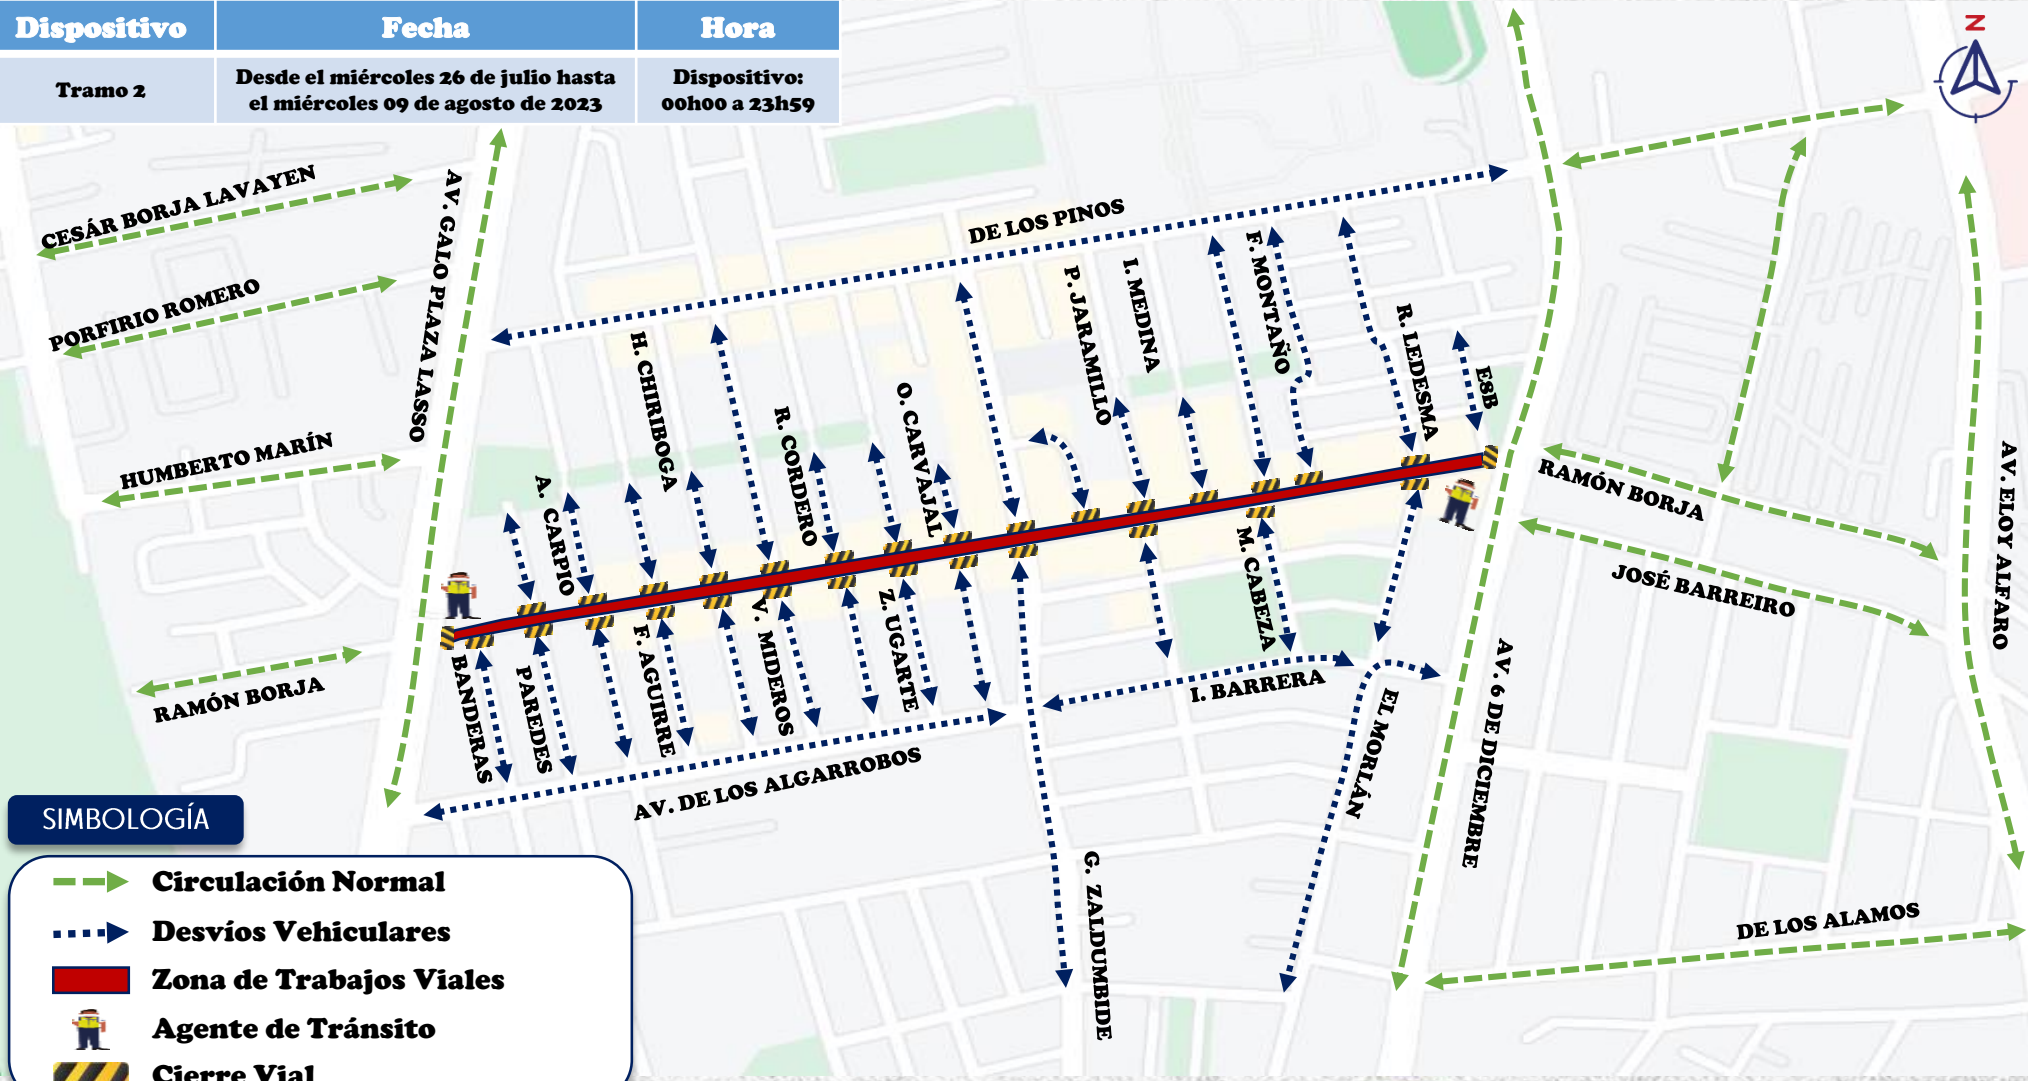 Dispositivo
Fecha
Hora
Tramo 2
Desde el miércoles 26 de julio hasta
el miércoles 09 de agosto de 2023
Dispositivo:
00h00 a 23h59
N
CESÁR BORJA LAVAYEN
PORFIRIO ROMERO
HUMBERTO MARÍN
RAMÓN BORJA
AV. GALO PLAZA LASSO
DE LOS PINOS
H. CHIRIBOGA
A. CARPIO
R. CORDERO
O. CARVAJAL
P. JARAMILLO
I. MEDINA
F. MONTAÑO
R. LEDESMA
E8B
BANDERAS
PAREDES
F. AGUIRRE
V. MIDEROS
Z. UGARTE
M. CABEZA
I. BARRERA
AV. DE LOS ALGARROBOS
EL MORLÁN
G. ZALDUMBIDE
AV. 6 DE DICIEMBRE
RAMÓN BORJA
JOSÉ BARREIRO
AV. ELOY ALFARO
DE LOS ALAMOS
SIMBOLOGÍA
Circulación Normal
Desvíos Vehiculares
Zona de Trabajos Viales
Agente de Tránsito
Cierre Vial